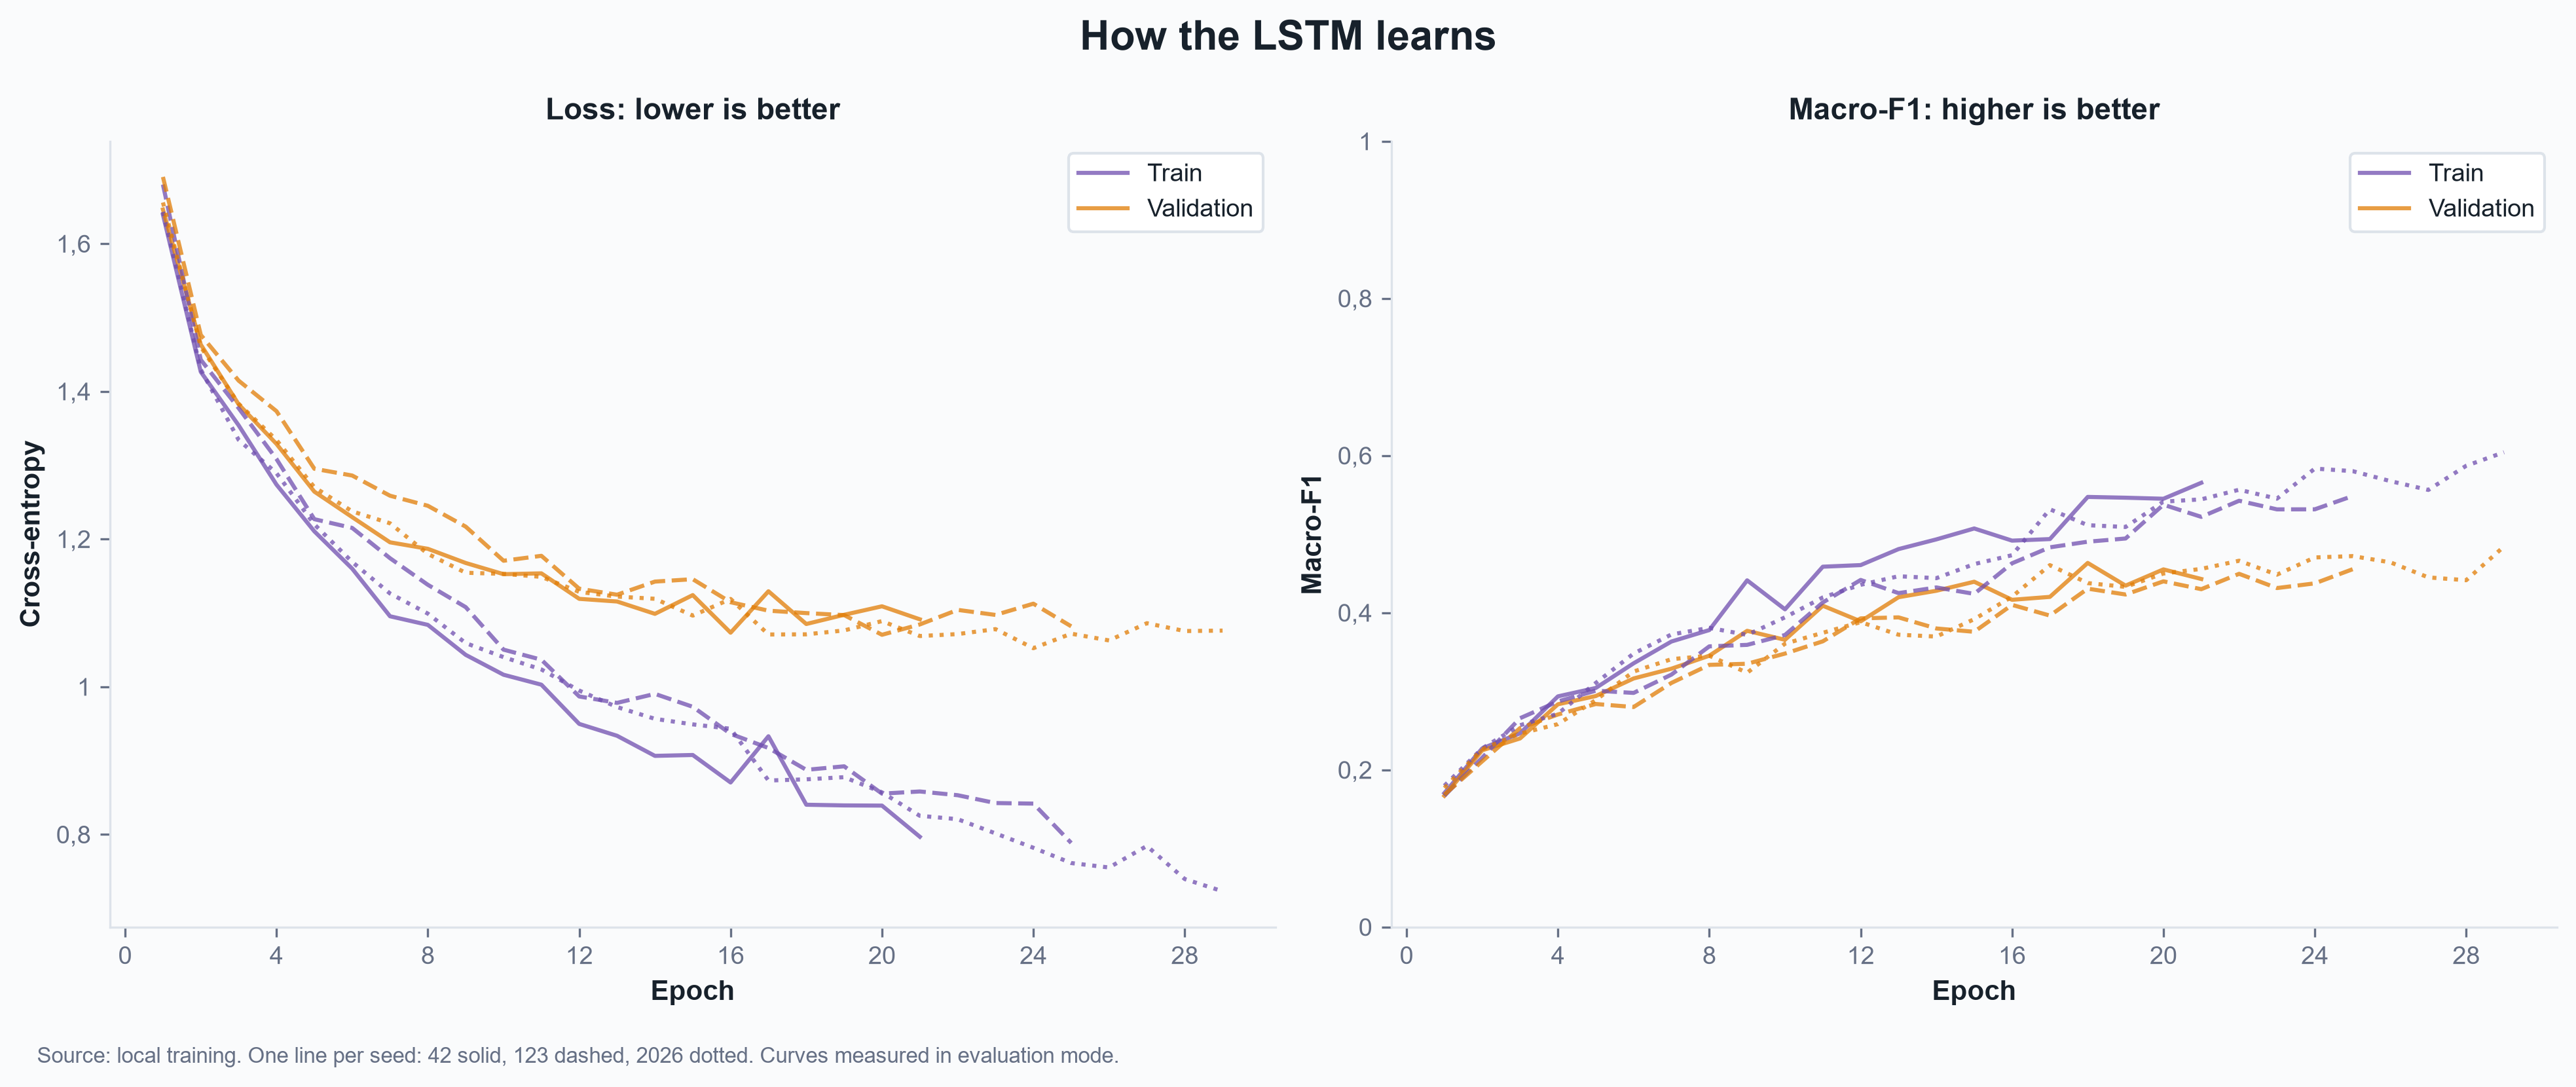 How the LSTM learns
Loss: lower is better
Train
Validation
1,6
1,4
1,2
1
0,8
Cross-entropy
0 4 8 12 16 20 24 28
Epoch
Macro-F1: higher is better
Train
Validation
1
0,8
0,6
0,4
0,2
0
Macro-F1
0 4 8 12 16 20 24 28
Epoch
Source: local training. One line per seed: 42 solid, 123 dashed, 2026 dotted. Curves measured in evaluation mode.